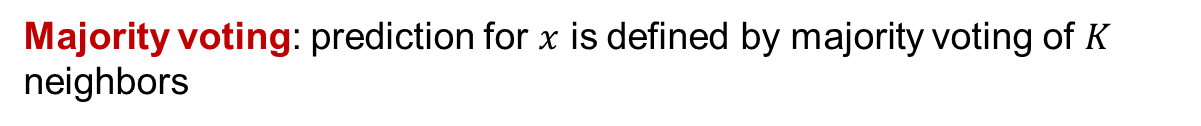 Majority voting: prediction for x is defined by majority voting of K
neighbors